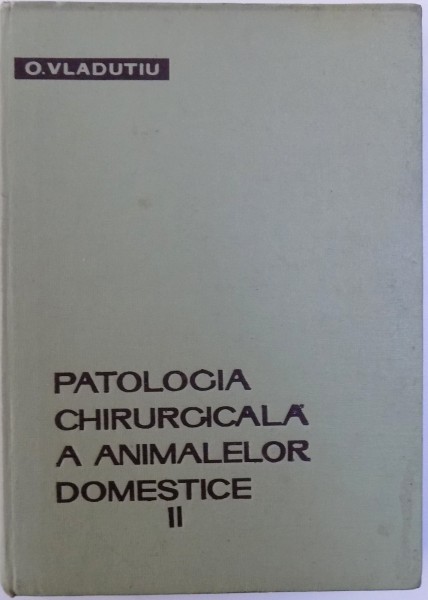 O.VLADUTIU
PATOLOGIA
CHIRURGICALĂ
A ANIMALELOR
DOMESTICE
II